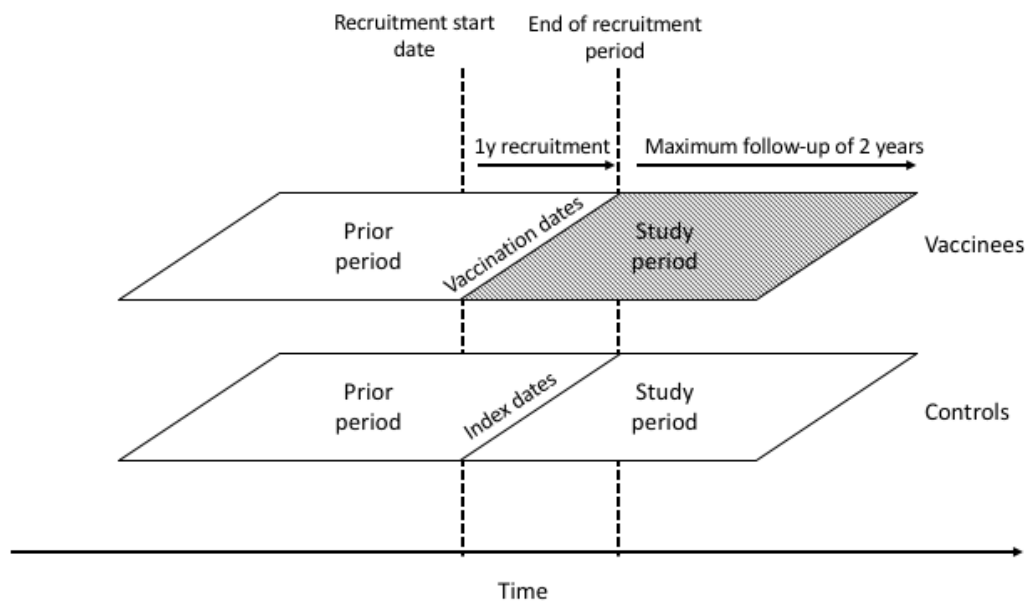 Recruitment start
date
End of recruitment
period
1y recruitment
Maximum follow-up of 2 years
Prior
period
Vaccination dates
Study
period
Vaccinees
Prior
period
Index dates
Study
period
Controls
Time